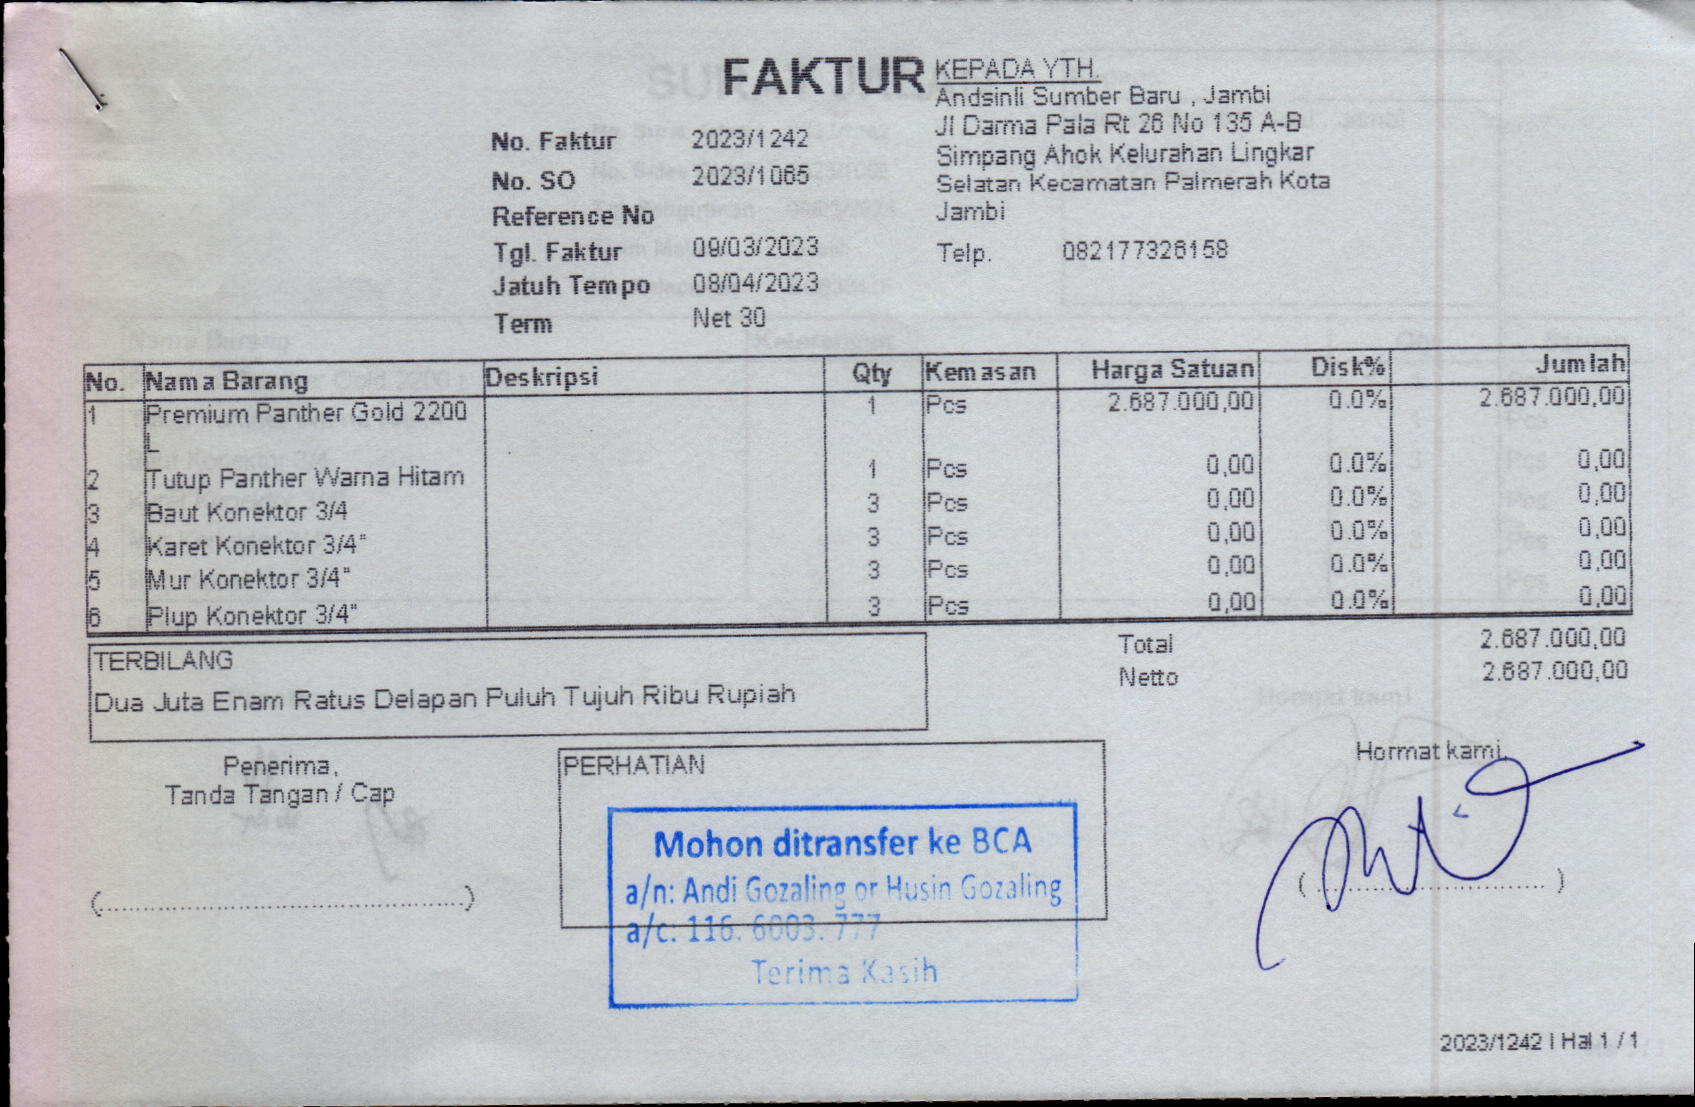 FAKTUR
KEPADA YTH.
Andsinli Sumber Baru , Jambi
Jl Darma Pala Rt 26 No 135 A-B
Simpang Ahok Kelurahan Lingkar
Selatan Kecamatan Palmerah Kota
Jambi
Telp. 082177326158
No. Faktur 2023/1242
No. SO 2023/1065
Reference No
Tgl. Faktur 09/03/2023
Jatuh Tempo 08/04/2023
Term Net 30
No. Nama Barang Deskripsi Qty Kemasan Harga Satuan Disk% Jumlah
1 Premium Panther Gold 2200 1 Pcs 2.687.000,00 0.0% 2.687.000,00
L
2 Tutup Panther Warna Hitam 1 Pcs 0,00 0.0% 0,00
3 Baut Konektor 3/4 3 Pcs 0,00 0.0% 0,00
4 Karet Konektor 3/4" 3 Pcs 0,00 0.0% 0,00
5 Mur Konektor 3/4" 3 Pcs 0,00 0.0% 0,00
6 Plup Konektor 3/4" 3 Pcs 0,00 0.0% 0,00
Total 2.687.000,00
Netto 2.687.000,00
TERBILANG
Dua Juta Enam Ratus Delapan Puluh Tujuh Ribu Rupiah
Penerima,
Tanda Tangan / Cap
(....................................................)
PERHATIAN
Mohon ditransfer ke BCA
a/n: Andi Gozaling or Husin Gozaling
a/c. 116. 6003. 777
Terima Kasih
Hormat kami,
(................................)
2023/1242 | Hal 1 / 1